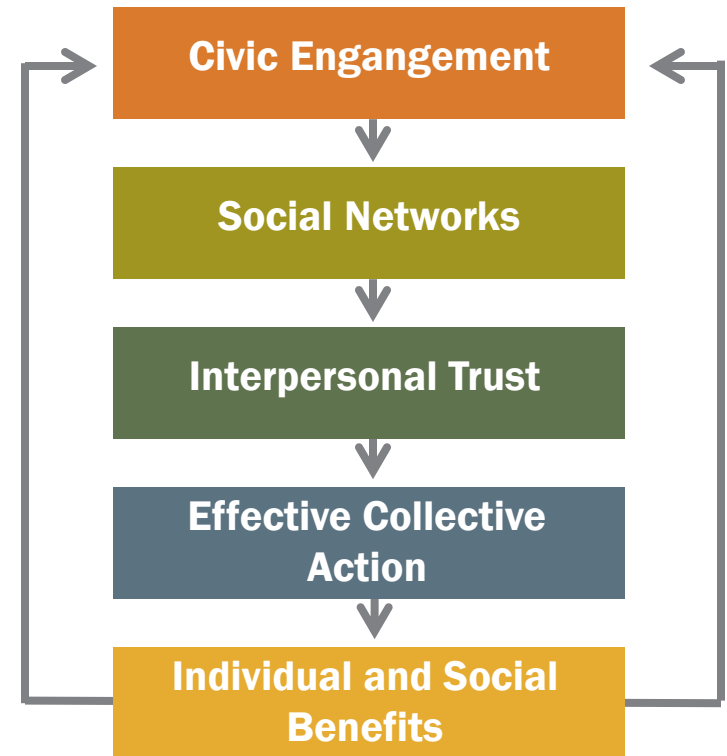 Civic Engangement
Social Networks
Interpersonal Trust
Effective Collective
Action
Individual and Social
Benefits